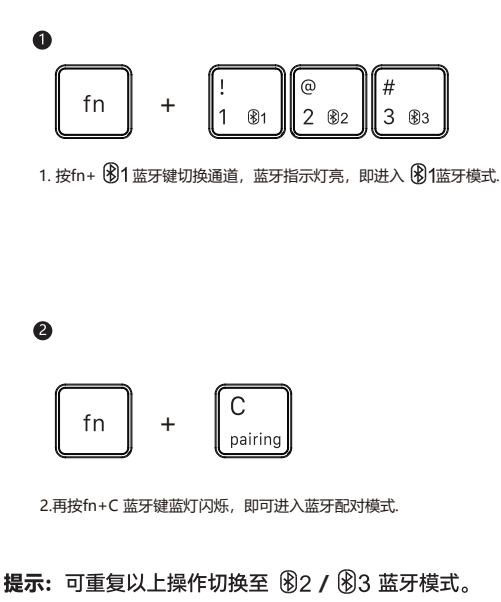 1
! @ #
fn + 1 1 2 2 3 3
1. 按fn+ 1 蓝牙键切换通道，蓝牙指示灯亮，即进入 1蓝牙模式.
2
C
fn +
pairing
2.再按fn+C 蓝牙键蓝灯闪烁，即可进入蓝牙配对模式.
提示：可重复以上操作切换至 2 / 3 蓝牙模式。